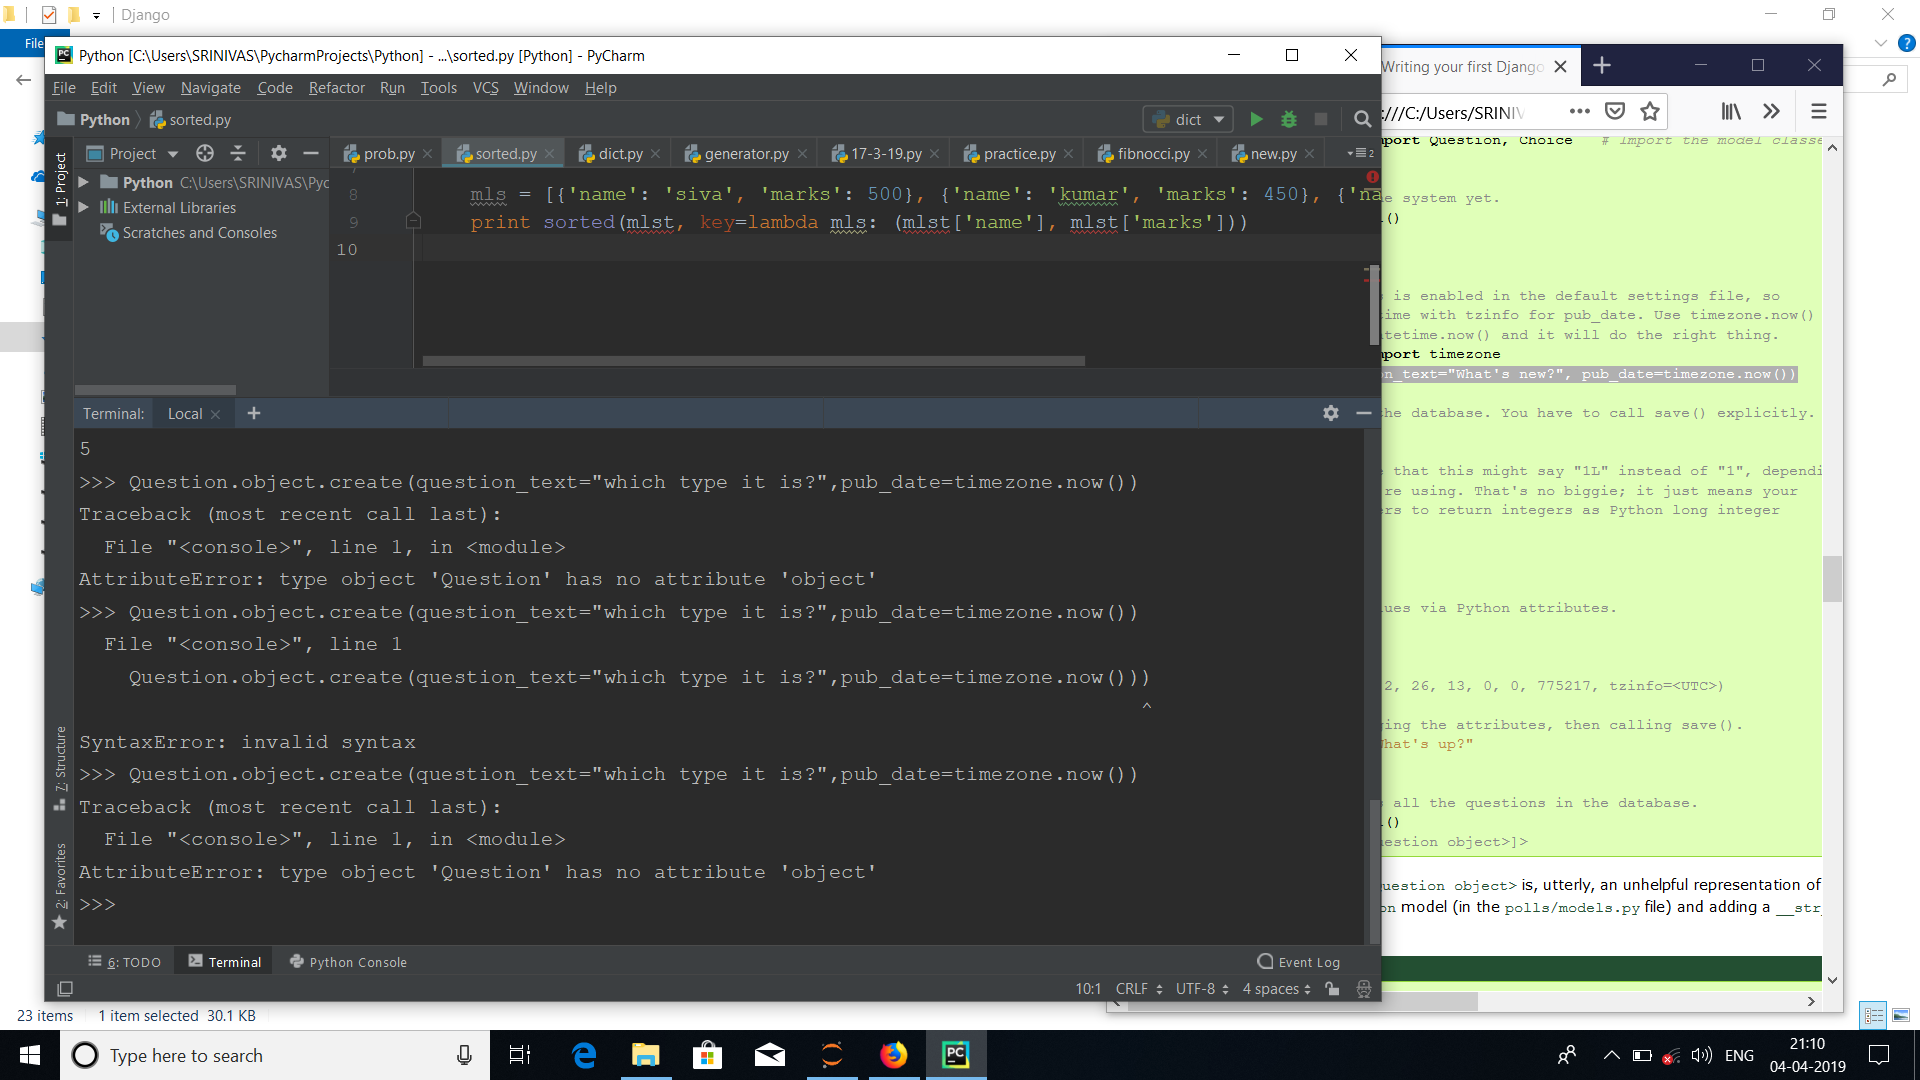 Django
File
Python [C:\Users\SRINIVAS\PycharmProjects\Python] - ...\sorted.py [Python] - PyCharm
File Edit View Navigate Code Refactor Run Tools VCS Window Help
Python sorted.py dict
1: Project Project prob.py sorted.py dict.py generator.py 17-3-19.py practice.py fibnocci.py new.py 2
Python C:\Users\SRINIVAS\Pyc
External Libraries
Scratches and Consoles
8 mls = [{'name': 'siva', 'marks': 500}, {'name': 'kumar', 'marks': 450}, {'na
9 print sorted(mlst, key=lambda mls: (mlst['name'], mlst['marks']))
10
Terminal: Local
5
>>> Question.object.create(question_text="which type it is?",pub_date=timezone.now())
Traceback (most recent call last):
File "<console>", line 1, in <module>
AttributeError: type object 'Question' has no attribute 'object'
>>> Question.object.create(question_text="which type it is?",pub_date=timezone.now())
File "<console>", line 1
Question.object.create(question_text="which type it is?",pub_date=timezone.now()))
^
SyntaxError: invalid syntax
>>> Question.object.create(question_text="which type it is?",pub_date=timezone.now())
Traceback (most recent call last):
File "<console>", line 1, in <module>
AttributeError: type object 'Question' has no attribute 'object'
>>>
7: Structure
2: Favorites
6: TODO Terminal Python Console Event Log
10:1 CRLF UTF-8 4 spaces
Writing your first Django
:///C:/Users/SRINIV
import Question, Choice # Import the model classe
e system yet.
()
is enabled in the default settings file, so
ime with tzinfo for pub_date. Use timezone.now()
tetime.now() and it will do the right thing.
port timezone
n_text="What's new?", pub_date=timezone.now())
he database. You have to call save() explicitly.
that this might say "1L" instead of "1", dependi
re using. That's no biggie; it just means your
rs to return integers as Python long integer
lues via Python attributes.
2, 26, 13, 0, 0, 775217, tzinfo=<UTC>)
ging the attributes, then calling save().
hat's up?"
all the questions in the database.
l()
estion object>]>
uestion object> is, utterly, an unhelpful representation of
on model (in the polls/models.py file) and adding a __str
23 items 1 item selected 30.1 KB
Type here to search
ENG
21:10
04-04-2019